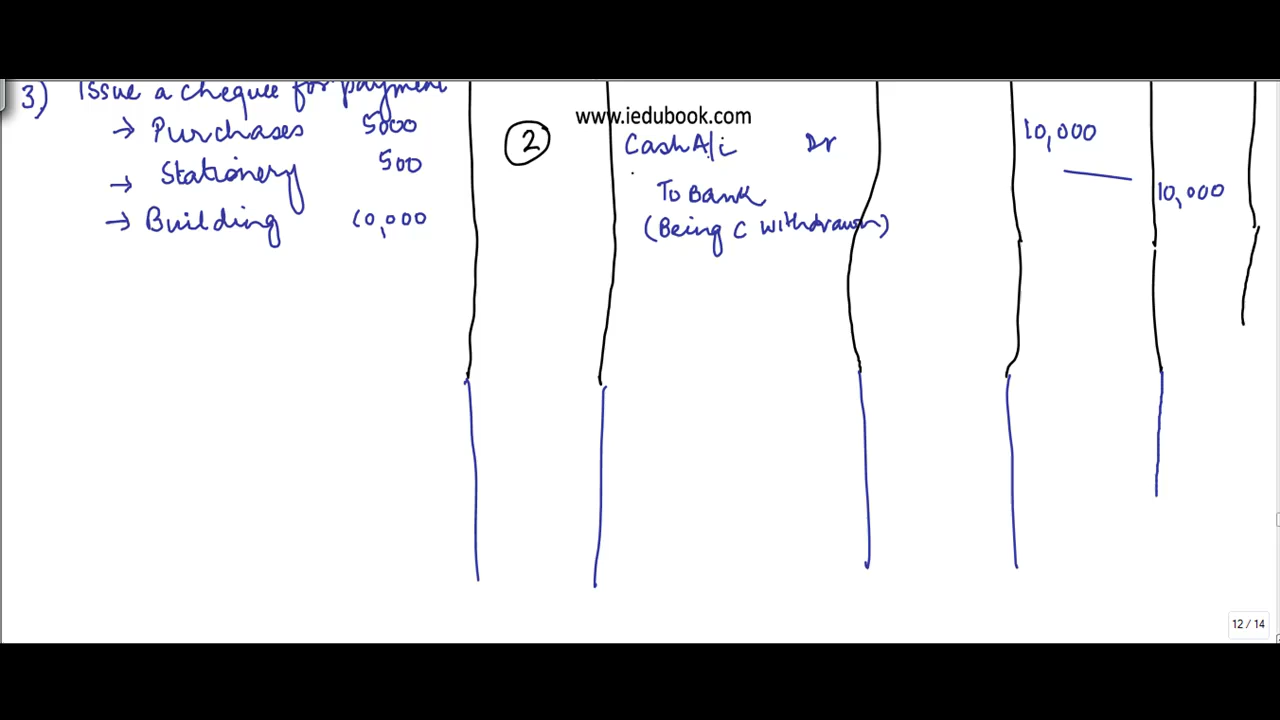 3) Issue a chequee for payment
→ Purchases 5000
→ Stationery 500
→ Building 10,000
www.iedubook.com
2 Cash A/c Dr 10,000
To Bank 10,000
(Being C withdrawn)
12 / 14